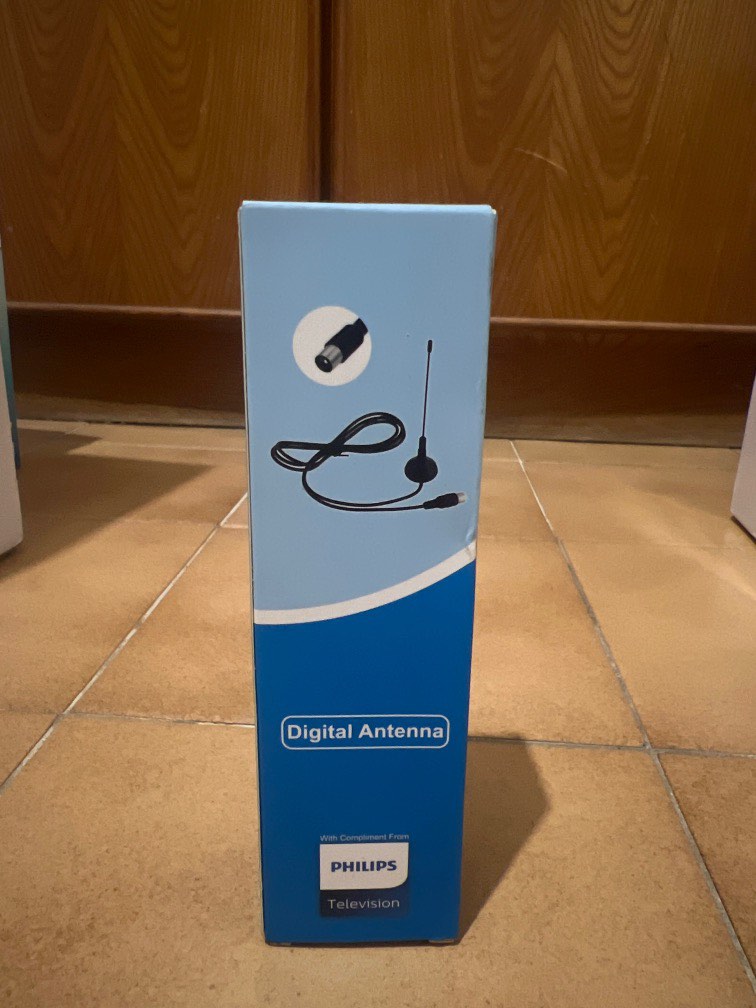 Digital Antenna
With Compliment From
PHILIPS
Television